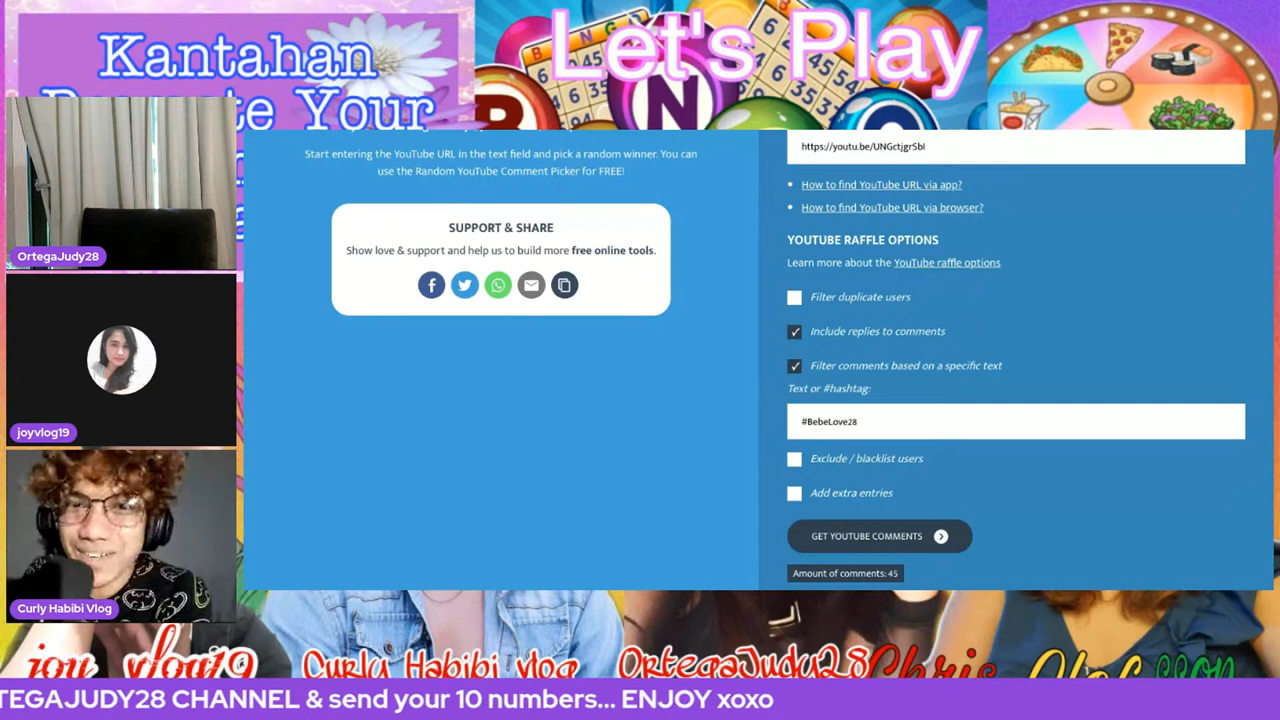 Kantahan
Your
Let's Play
B I N G O
N
OrtegaJudy28
joyvlog19
Curly Habibi Vlog
Start entering the YouTube URL in the text field and pick a random winner. You can
use the Random YouTube Comment Picker for FREE!
SUPPORT & SHARE
Show love & support and help us to build more free online tools.
https://youtu.be/UNGctjgrSbI
• How to find YouTube URL via app?
• How to find YouTube URL via browser?
YOUTUBE RAFFLE OPTIONS
Learn more about the YouTube raffle options
Filter duplicate users
Include replies to comments
Filter comments based on a specific text
Text or #hashtag:
#BebeLove28
Exclude / blacklist users
Add extra entries
GET YOUTUBE COMMENTS
Amount of comments: 45
joy vlog19
Curly Habibi vlog
OrtegaJudy28
Chris
TEGAJUDY28 CHANNEL & send your 10 numbers... ENJOY xoxo